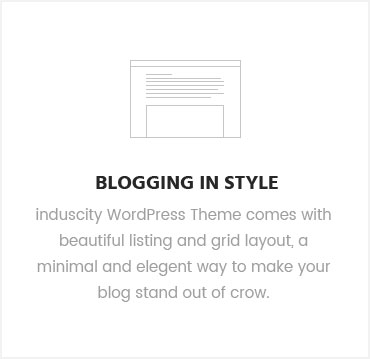 BLOGGING IN STYLE
induscity WordPress Theme comes with
beautiful listing and grid layout, a
minimal and elegent way to make your
blog stand out of crow.